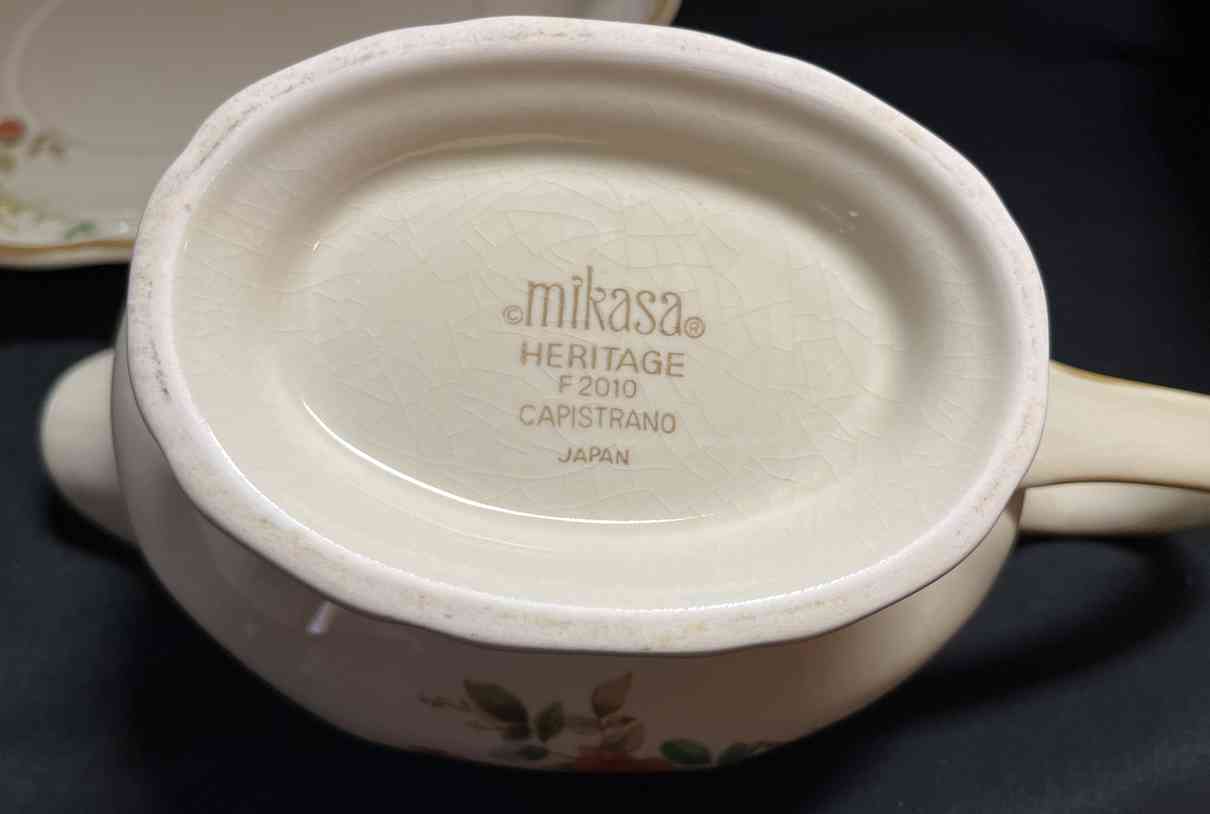 ©mikasa®
HERITAGE
F 2010
CAPISTRANO
JAPAN